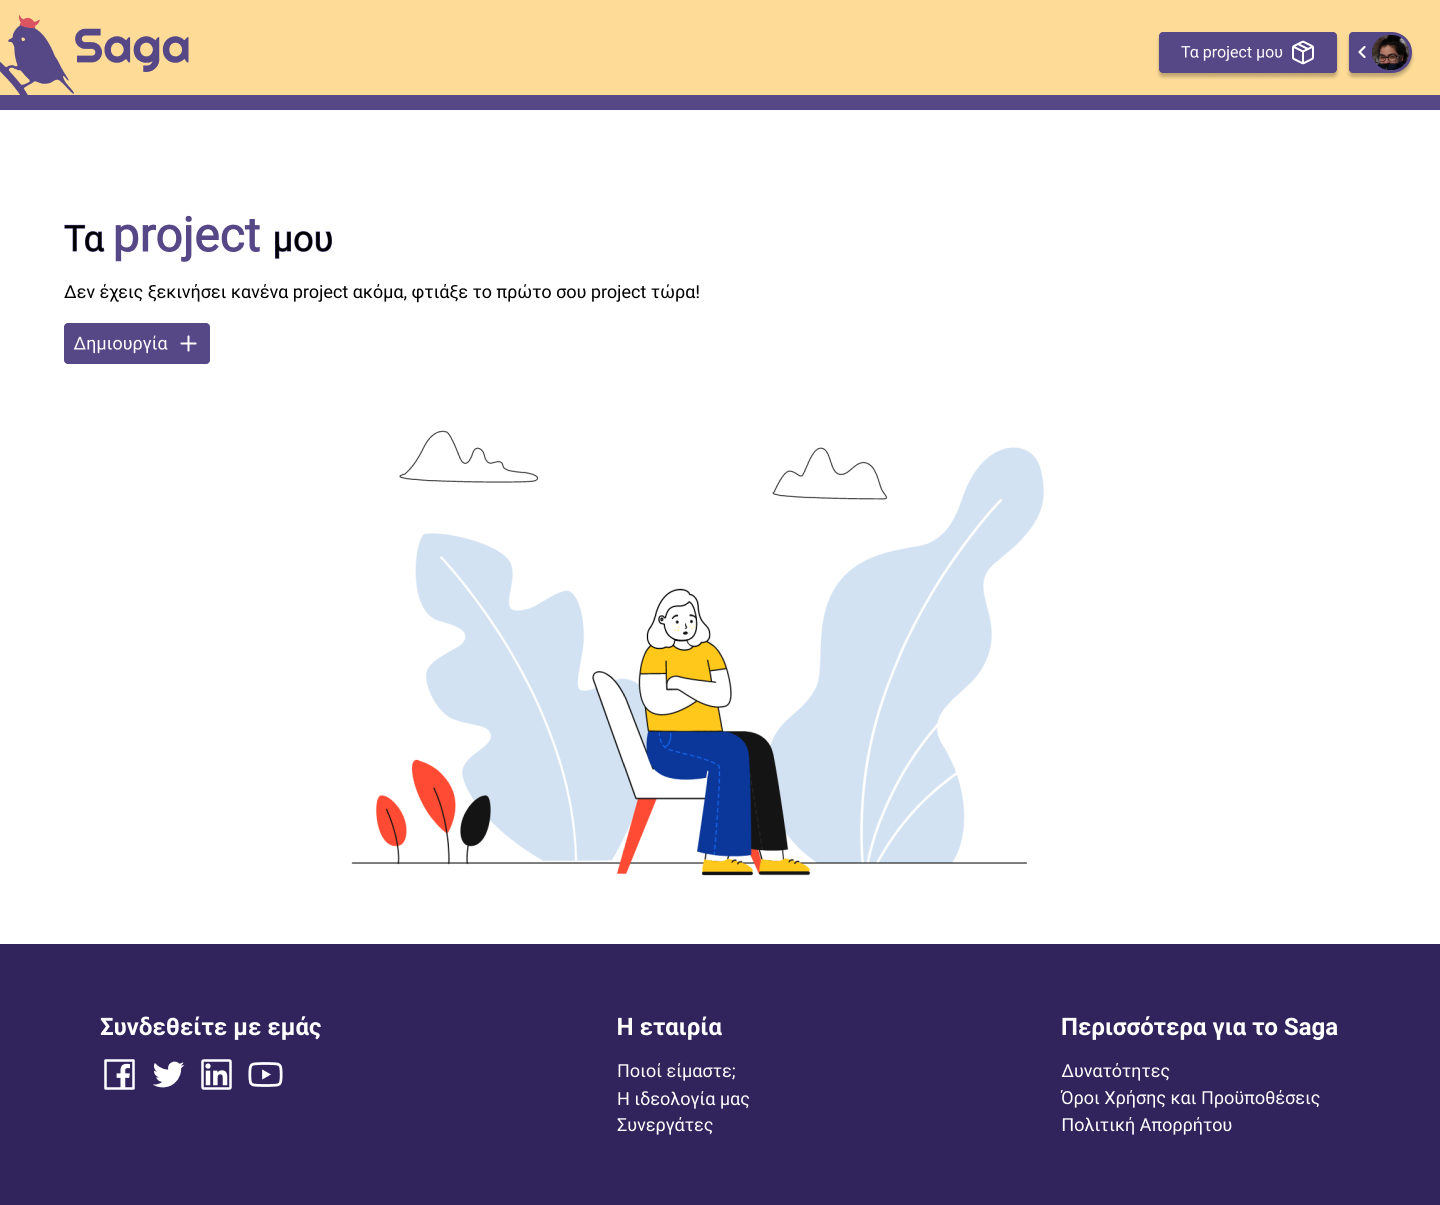 Saga
Τα project μου
Τα project μου
Δεν έχεις ξεκινήσει κανένα project ακόμα, φτιάξε το πρώτο σου project τώρα!
Δημιουργία
Συνδεθείτε με εμάς
Η εταιρία
Ποιοί είμαστε;
Η ιδεολογία μας
Συνεργάτες
Περισσότερα για το Saga
Δυνατότητες
Όροι Χρήσης και Προϋποθέσεις
Πολιτική Απορρήτου